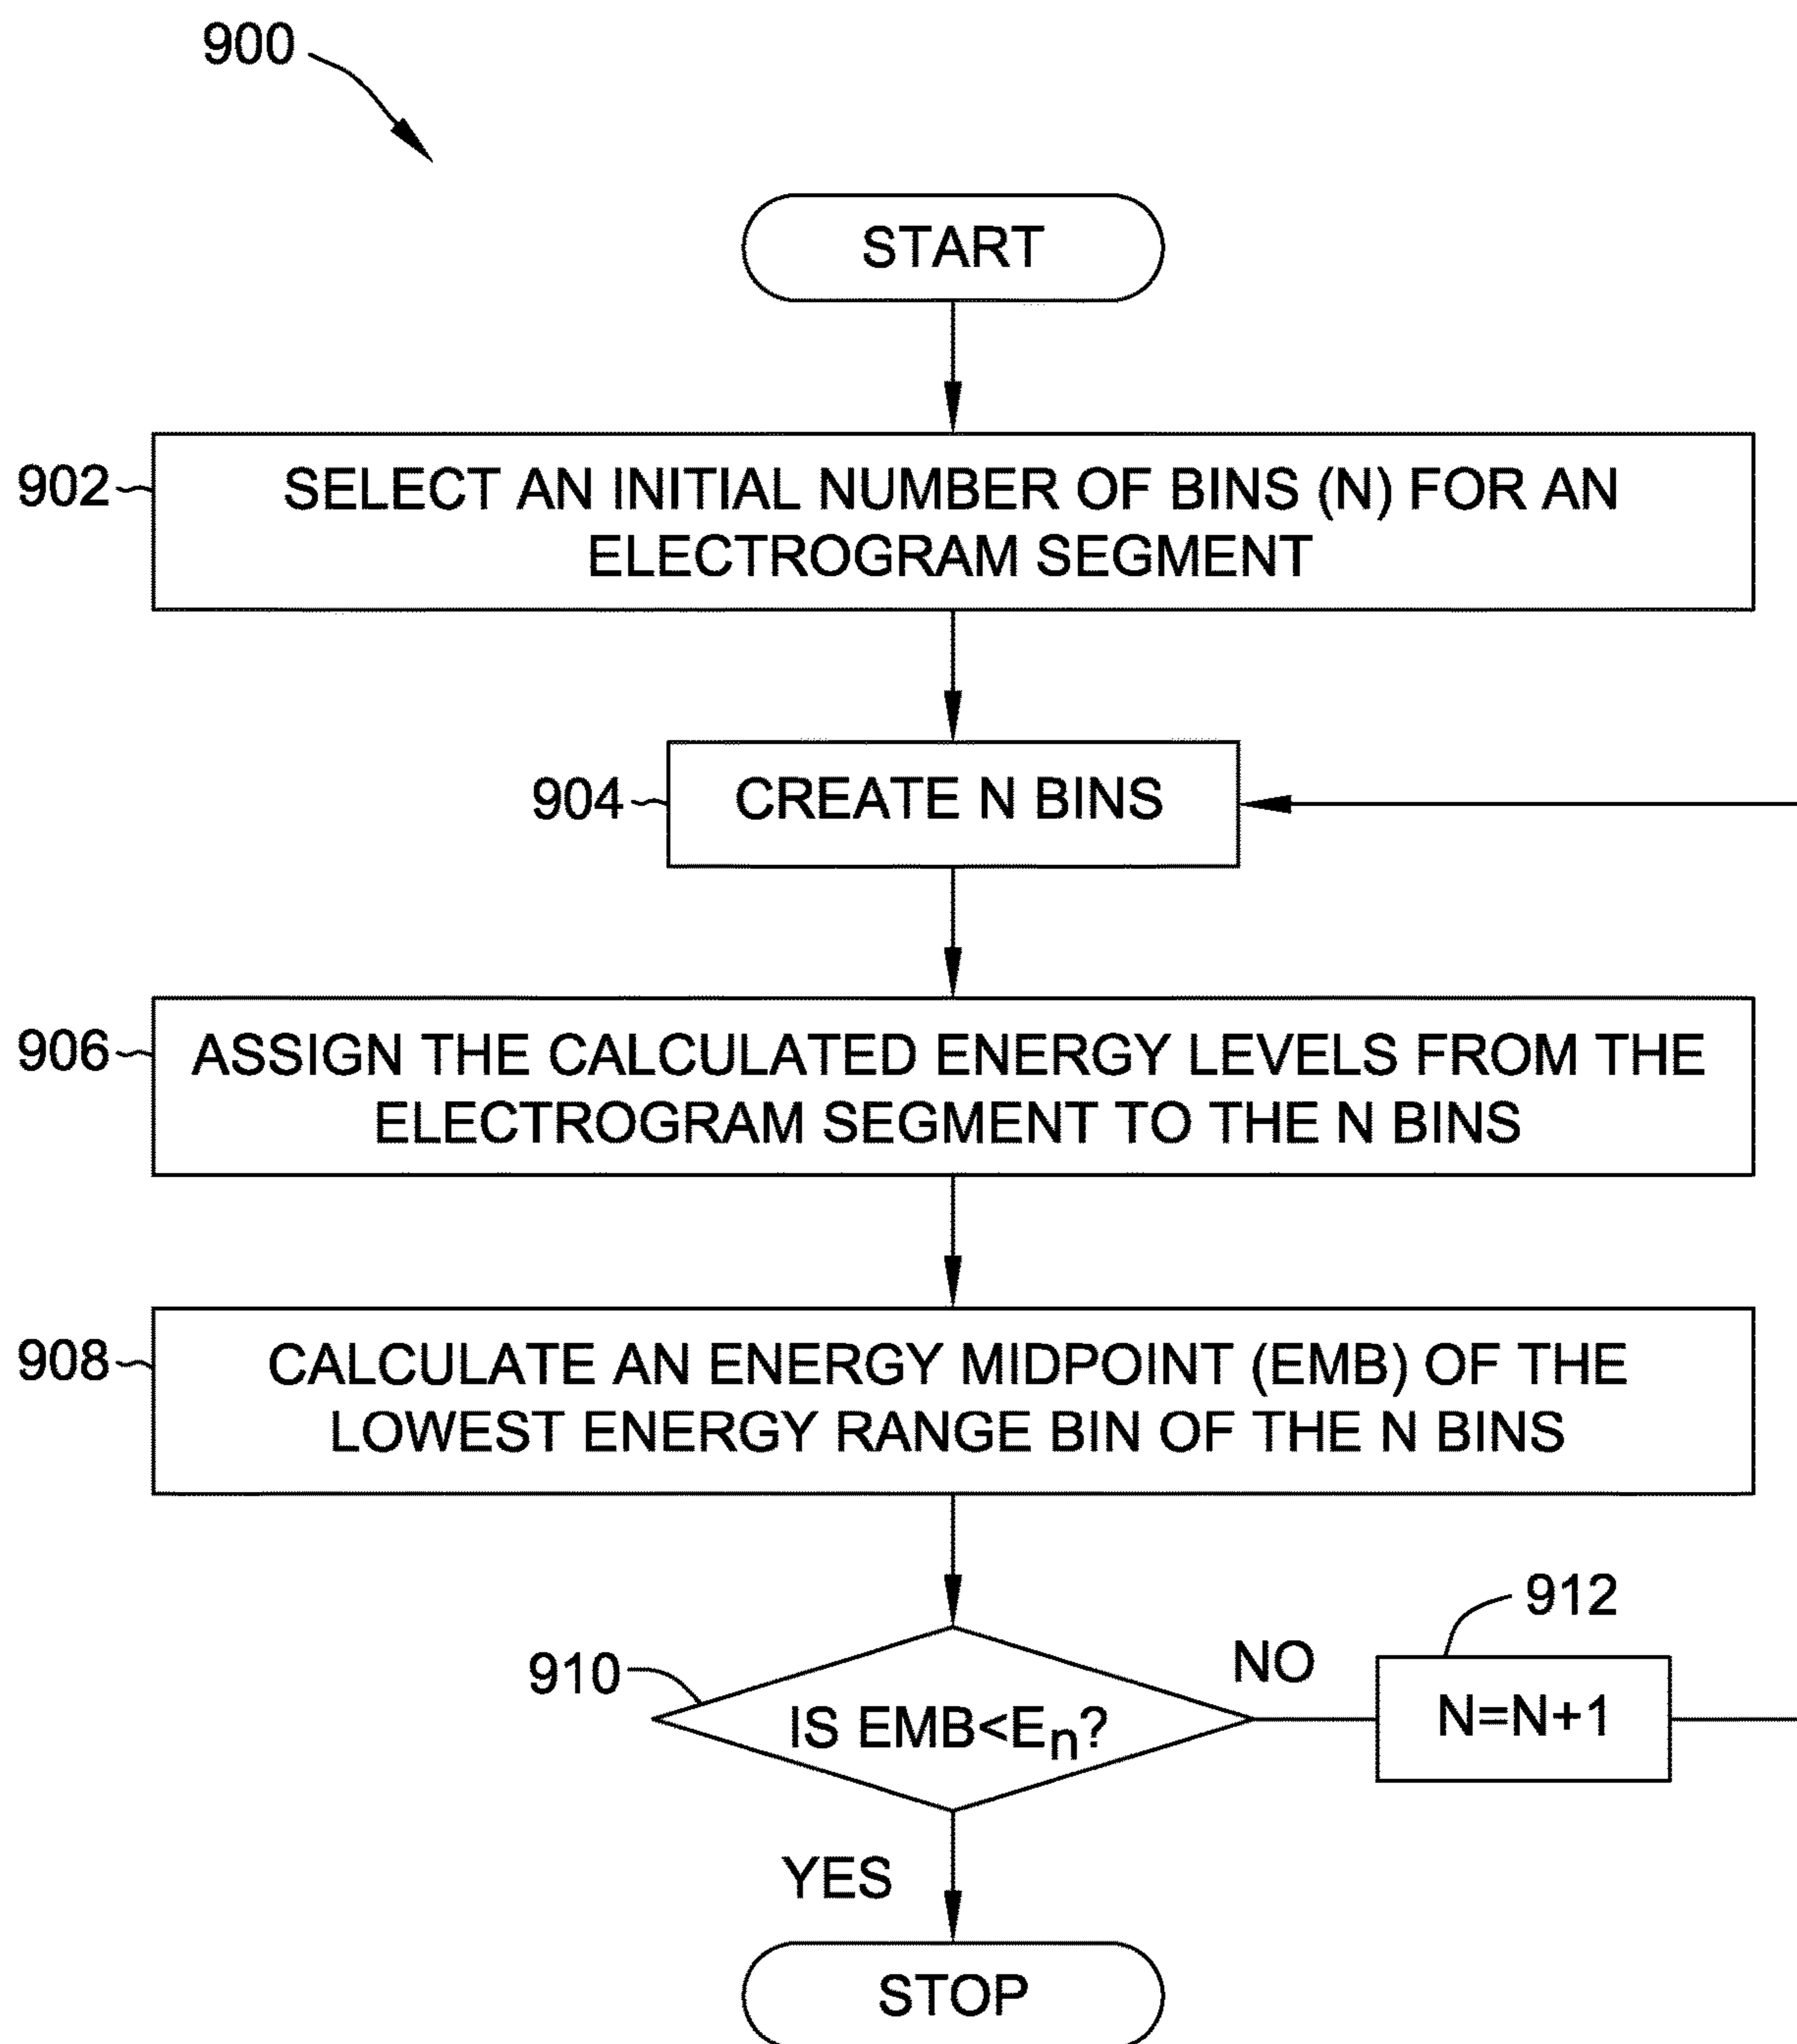 900
START
902
SELECT AN INITIAL NUMBER OF BINS (N) FOR AN
ELECTROGRAM SEGMENT
904
CREATE N BINS
906
ASSIGN THE CALCULATED ENERGY LEVELS FROM THE
ELECTROGRAM SEGMENT TO THE N BINS
908
CALCULATE AN ENERGY MIDPOINT (EMB) OF THE
LOWEST ENERGY RANGE BIN OF THE N BINS
910
IS EMB<En?
NO
912
N=N+1
YES
STOP